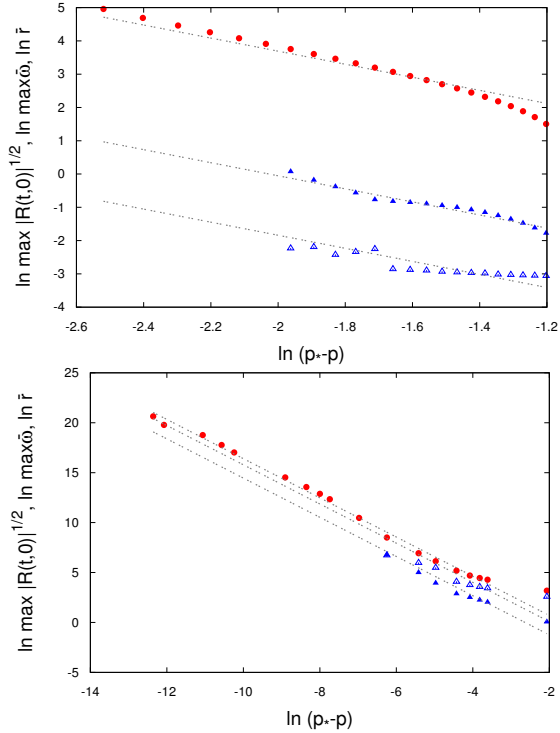 5
4
3
2
1
0
-1
-2
-3
-4
-2.6 -2.4 -2.2 -2 -1.8 -1.6 -1.4 -1.2
ln max |R(t,0)|^{1/2}, ln maxω̄, ln r̄
ln (p*-p)
25
20
15
10
5
0
-5
-14 -12 -10 -8 -6 -4 -2
ln max |R(t,0)|^{1/2}, ln maxω̄, ln r̄
ln (p*-p)